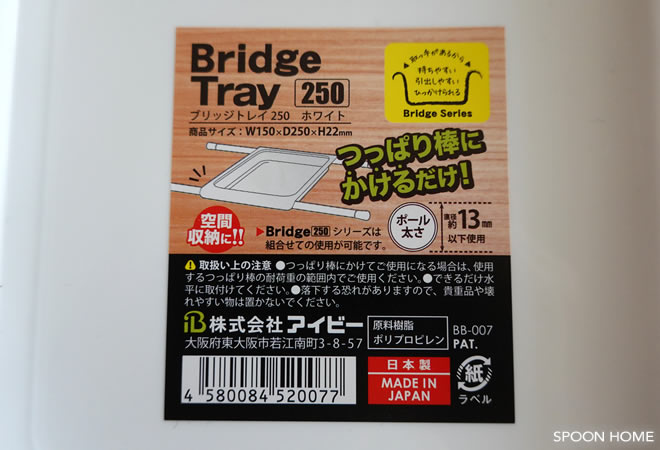 Bridge
Tray 250
ブリッジトレイ250 ホワイト
商品サイズ：W150×D250×H22mm
取っ手があるから
持ちやすい
引出しやすい
ひっかけられる
Bridge Series
つっぱり棒に
かけるだけ！
空間
収納に!!
▶Bridge250シリーズは
組合せての使用が可能です。
ポール
太さ
直径
約13mm
以下使用
取扱い上の注意 ●つっぱり棒にかけてご使用になる場合は、使用
するつっぱり棒の耐荷重の範囲内でご使用ください。●できるだけ水
平に取付けてください。●落下する恐れがありますので、貴重品や壊
れやすい物は置かないでください。
株式会社アイビー
大阪府東大阪市若江南町3-8-57
原料樹脂
ポリプロピレン
BB-007
PAT.
日本製
MADE IN
JAPAN
紙
ラベル
4 580084 520077
SPOON HOME